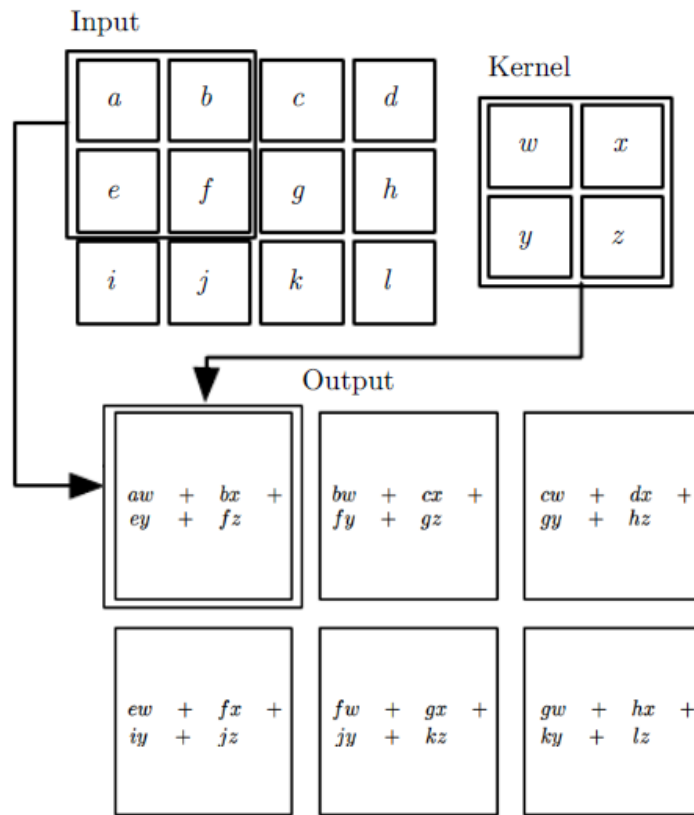 Input
Kernel
a b c d
w x
e f g h
y z
i j k l
Output
aw + bx +
ey + fz
bw + cx +
fy + gz
cw + dx +
gy + hz
ew + fx +
iy + jz
fw + gx +
jy + kz
gw + hx +
ky + lz